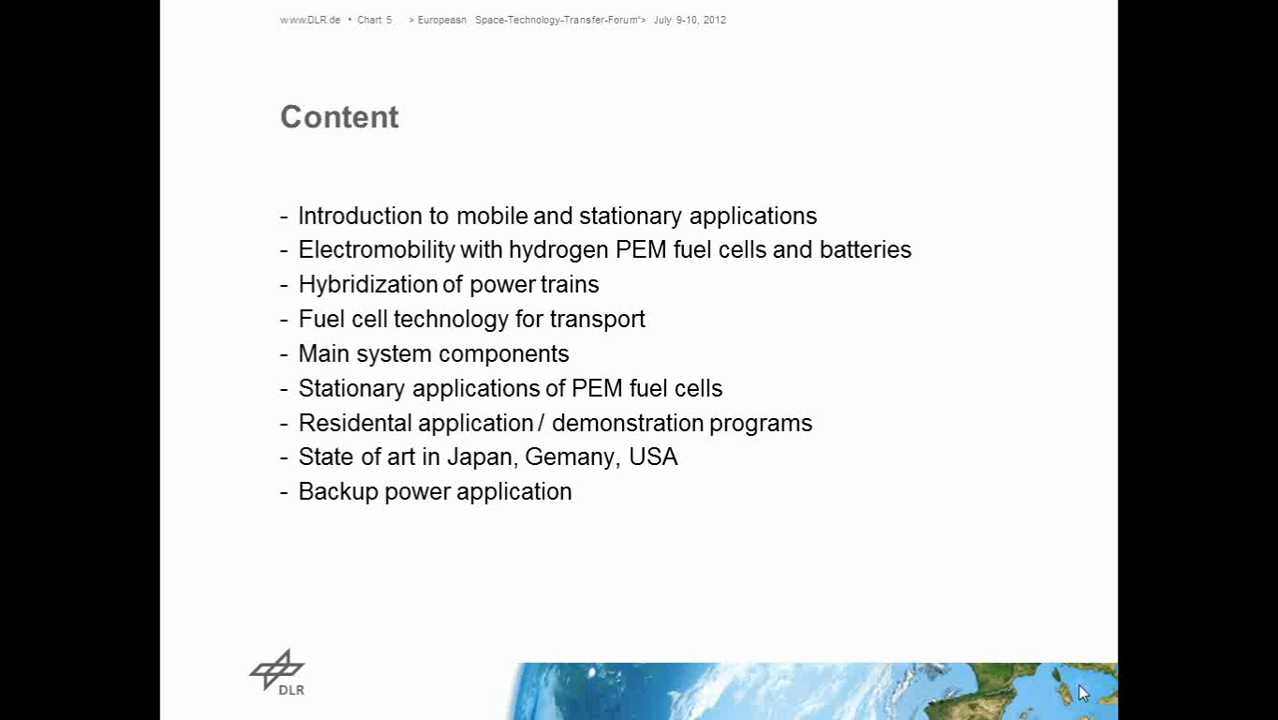 www.DLR.de • Chart 5 > Europeasn Space-Technology-Transfer-Forum"> July 9-10, 2012
Content
- Introduction to mobile and stationary applications
- Electromobility with hydrogen PEM fuel cells and batteries
- Hybridization of power trains
- Fuel cell technology for transport
- Main system components
- Stationary applications of PEM fuel cells
- Residental application / demonstration programs
- State of art in Japan, Gemany, USA
- Backup power application
DLR